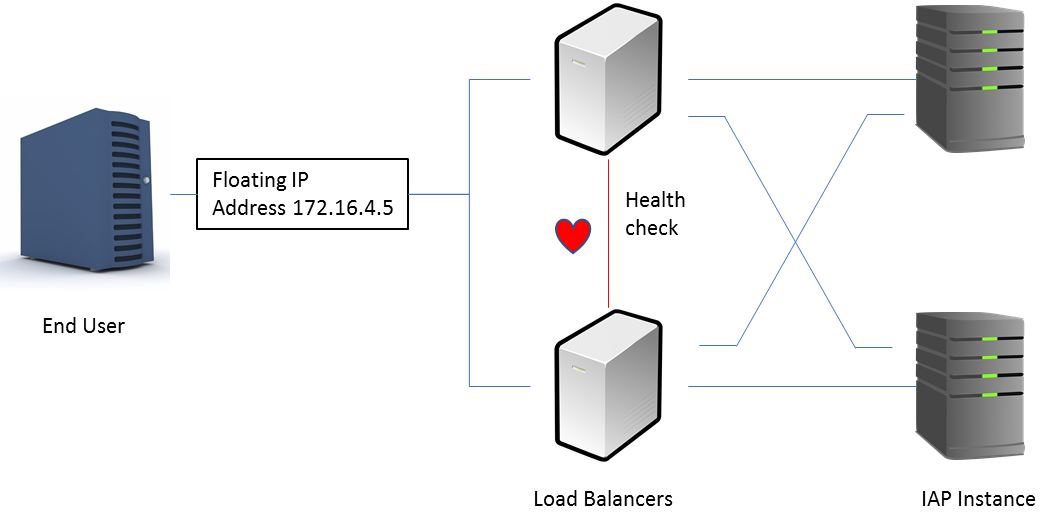 Floating IP
Address 172.16.4.5
Health
check
End User
Load Balancers
IAP Instance